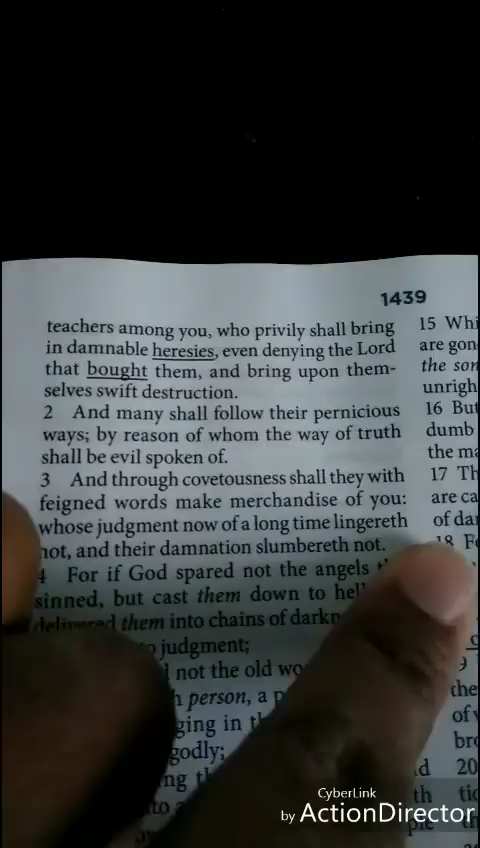 1439
teachers among you, who privily shall bring
in damnable heresies, even denying the Lord
that bought them, and bring upon them-
selves swift destruction.
2 And many shall follow their pernicious
ways; by reason of whom the way of truth
shall be evil spoken of.
3 And through covetousness shall they with
feigned words make merchandise of you:
whose judgment now of a long time lingereth
not, and their damnation slumbereth not.
4 For if God spared not the angels
sinned, but cast them down to hel
delivered them into chains of darkn
to judgment;
not the old wo
person, a p
ging in t
godly;
ng t
to a
15 Whi
are gon
the son
unrigh
16 But
dumb
the ma
17 Th
are ca
of dar
18 Fo
9
the
of
bro
d 20
th tio
ple th
CyberLink
by ActionDirector